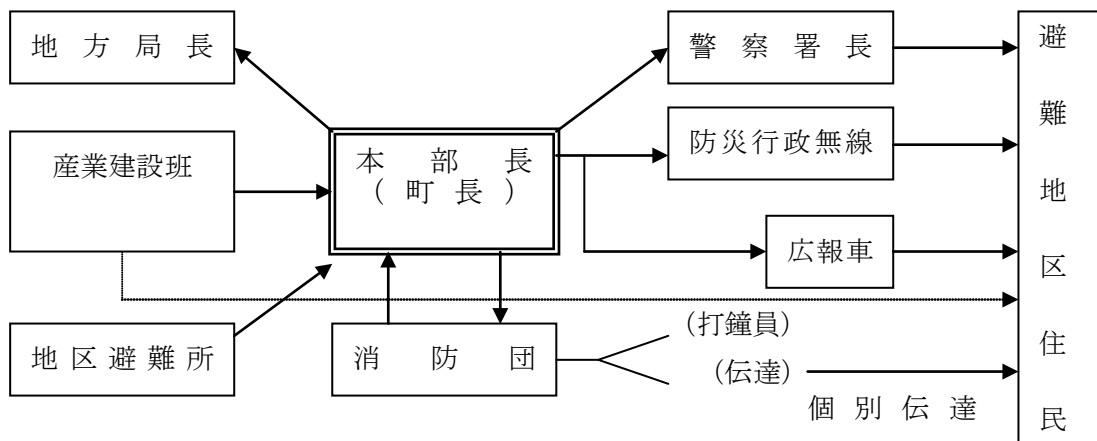 地方局長
警察署長
産業建設班
本部長
(町長)
防災行政無線
広報車
地区避難所
消防団
(打鐘員)
(伝達)
個別伝達
避難地区住民